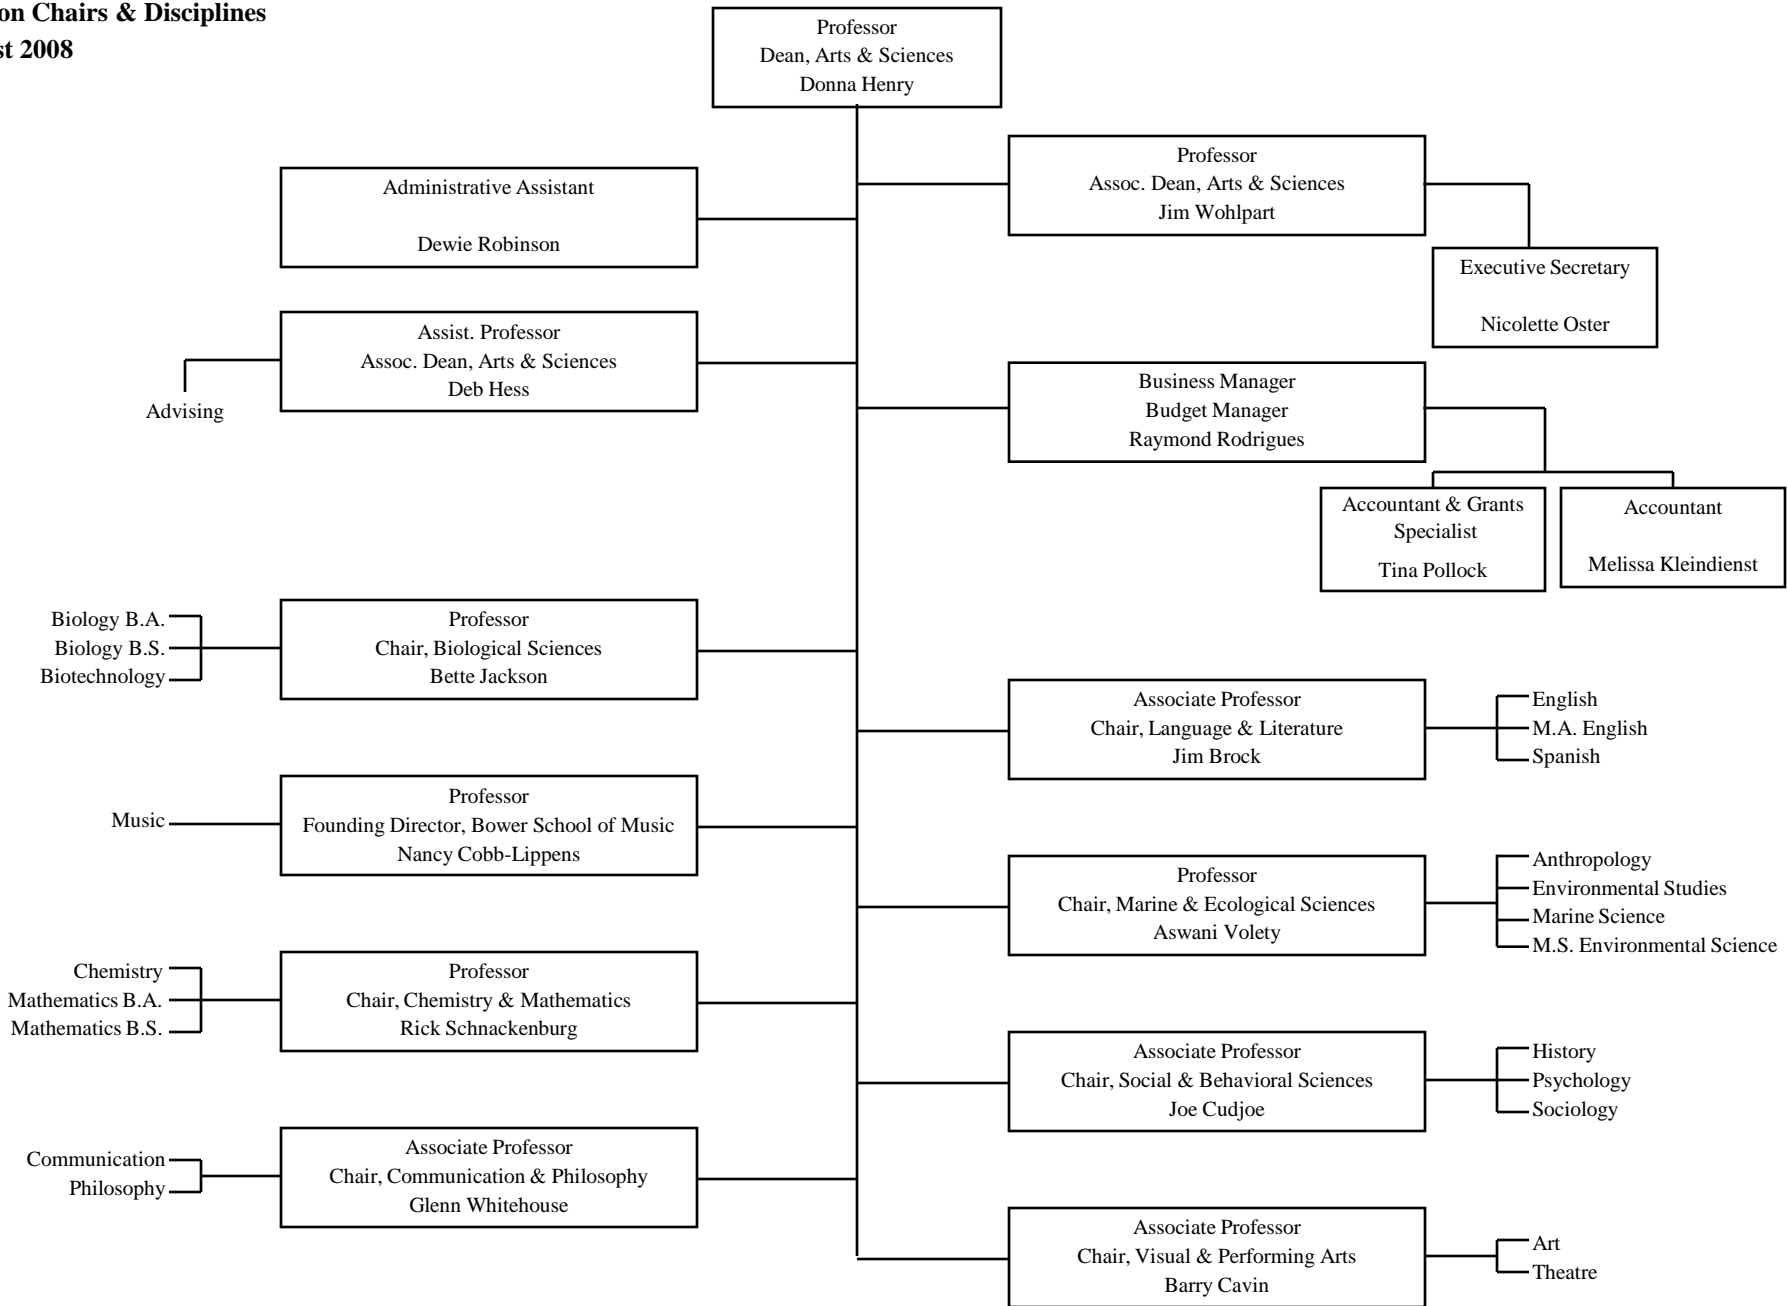 on Chairs & Disciplines
st 2008
Professor
Dean, Arts & Sciences
Donna Henry
Administrative Assistant
Dewie Robinson
Professor
Assoc. Dean, Arts & Sciences
Jim Wohlpart
Executive Secretary
Nicolette Oster
Assist. Professor
Assoc. Dean, Arts & Sciences
Deb Hess
Advising
Business Manager
Budget Manager
Raymond Rodrigues
Accountant & Grants
Specialist
Tina Pollock
Accountant
Melissa Kleindienst
Biology B.A.
Biology B.S.
Biotechnology
Professor
Chair, Biological Sciences
Bette Jackson
Associate Professor
Chair, Language & Literature
Jim Brock
English
M.A. English
Spanish
Music
Professor
Founding Director, Bower School of Music
Nancy Cobb-Lippens
Professor
Chair, Marine & Ecological Sciences
Aswani Volety
Anthropology
Environmental Studies
Marine Science
M.S. Environmental Science
Chemistry
Mathematics B.A.
Mathematics B.S.
Professor
Chair, Chemistry & Mathematics
Rick Schnackenburg
Associate Professor
Chair, Social & Behavioral Sciences
Joe Cudjoe
History
Psychology
Sociology
Communication
Philosophy
Associate Professor
Chair, Communication & Philosophy
Glenn Whitehouse
Associate Professor
Chair, Visual & Performing Arts
Barry Cavin
Art
Theatre